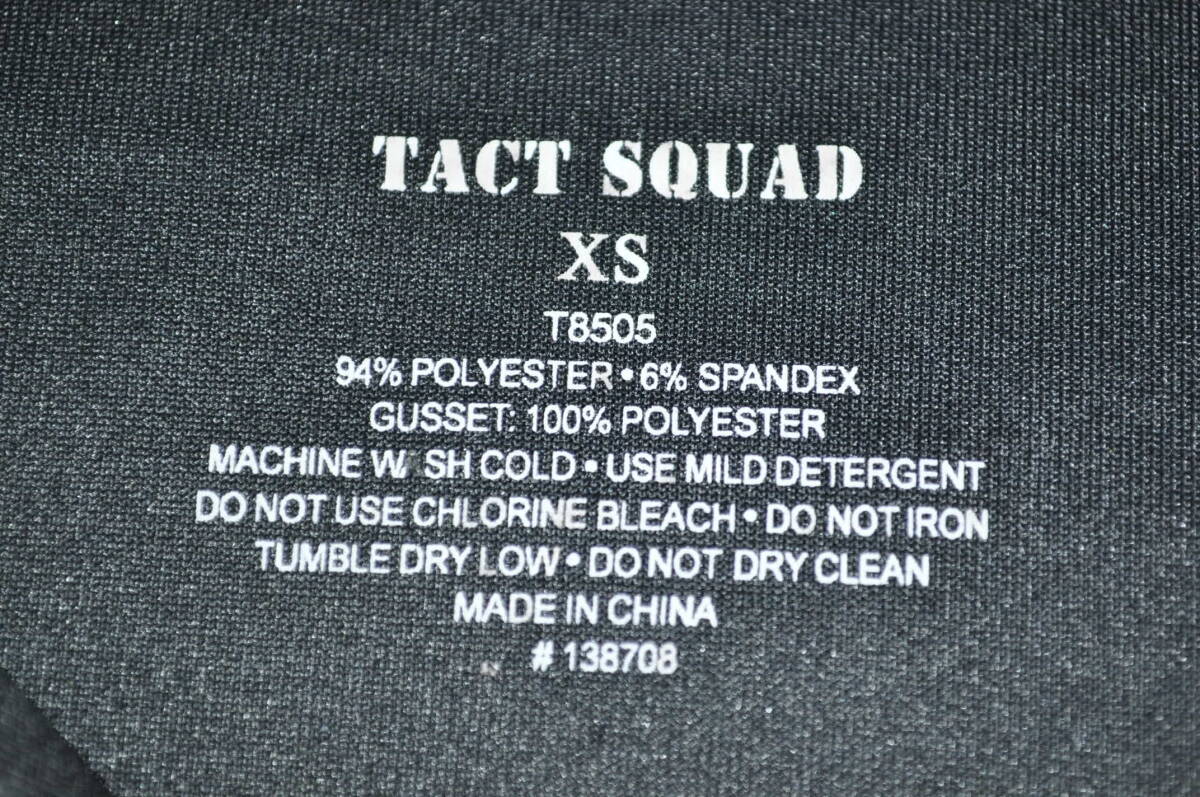 TACT SQUAD
XS
T8505
94% POLYESTER • 6% SPANDEX
GUSSET: 100% POLYESTER
MACHINE W SH COLD • USE MILD DETERGENT
DO NOT USE CHLORINE BLEACH • DO NOT IRON
TUMBLE DRY LOW • DO NOT DRY CLEAN
MADE IN CHINA
# 138708